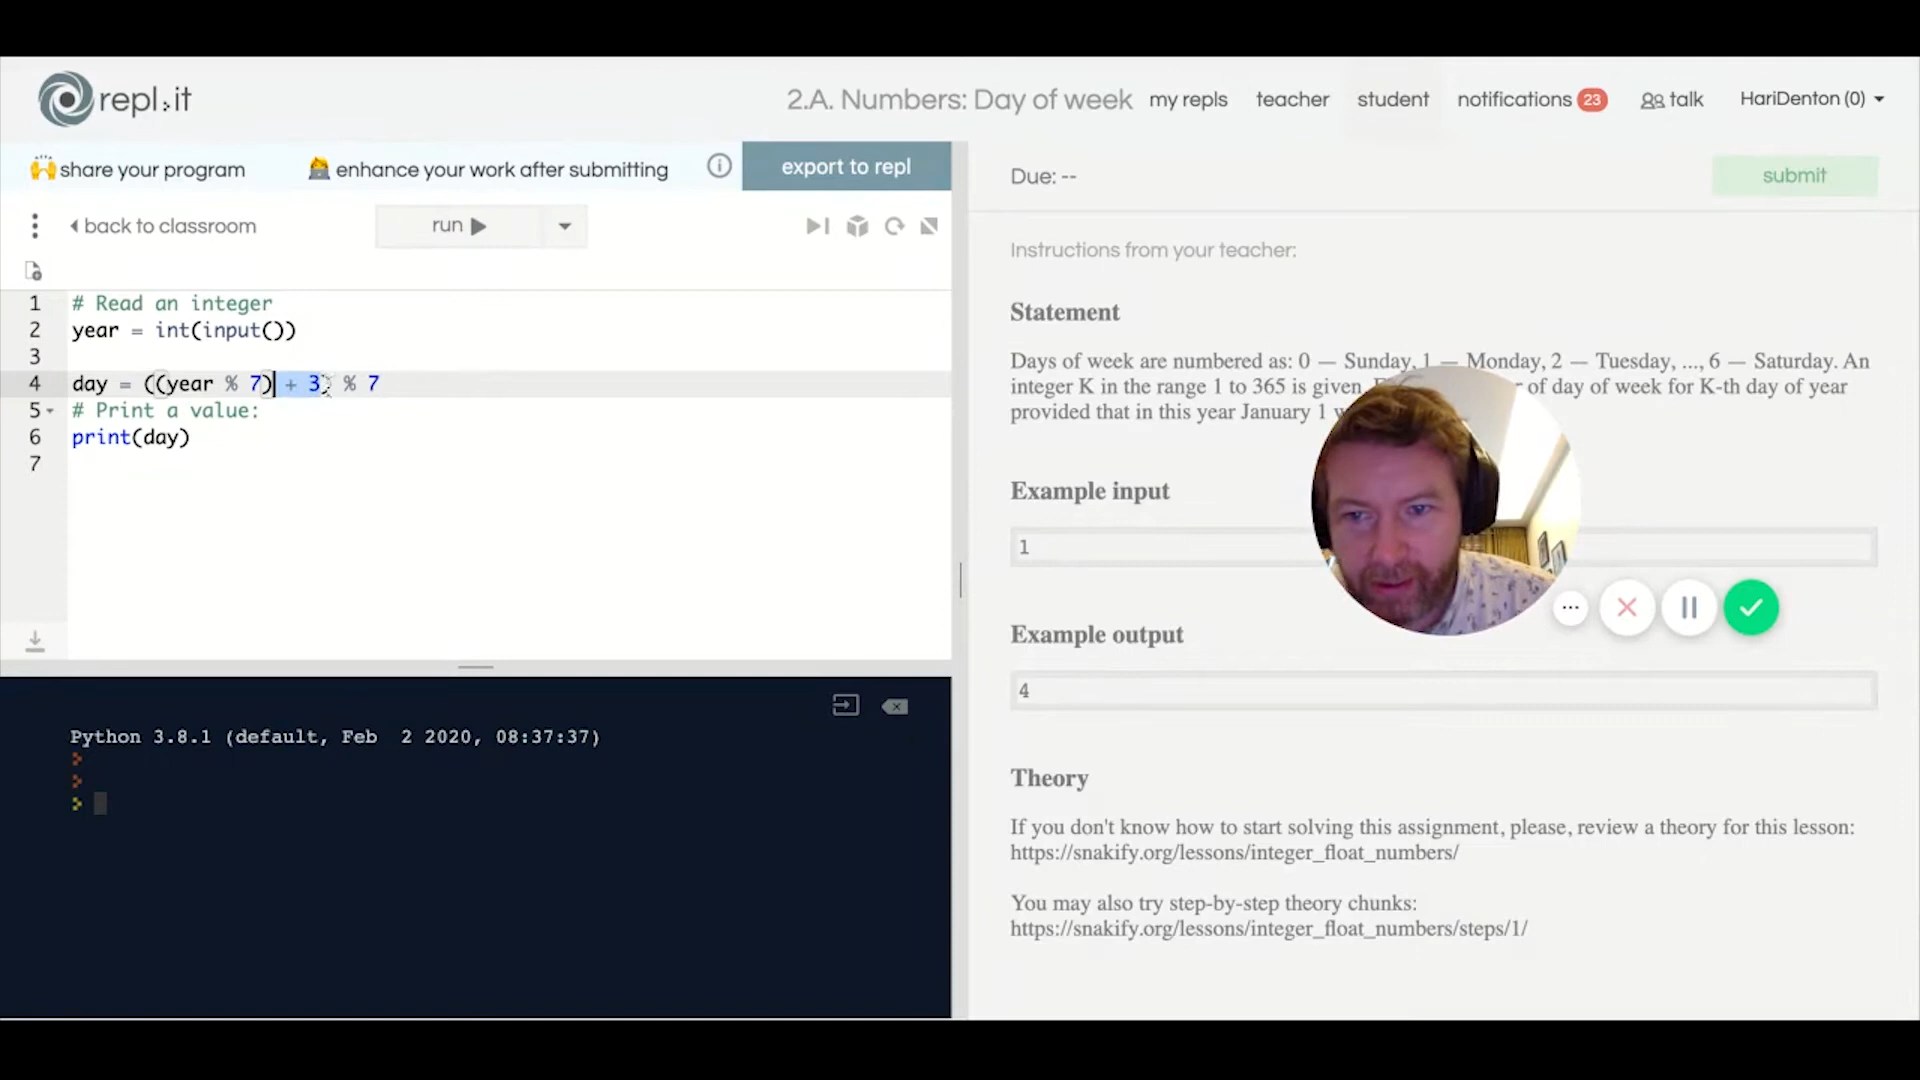 repl.it
2.A. Numbers: Day of week
my repls
teacher
student
notifications 23
talk
HariDenton (0)
share your program
enhance your work after submitting
export to repl
back to classroom
run
1 # Read an integer
2 year = int(input())
3
4 day = ((year % 7) + 3) % 7
5 # Print a value:
6 print(day)
7
Python 3.8.1 (default, Feb  2 2020, 08:37:37)
Due: --
submit
Instructions from your teacher:
Statement
Days of week are numbered as: 0 — Sunday, 1 — Monday, 2 — Tuesday, ..., 6 — Saturday. An
integer K in the range 1 to 365 is given. of day of week for K-th day of year
provided that in this year January 1
Example input
1
Example output
4
Theory
If you don't know how to start solving this assignment, please, review a theory for this lesson:
https://snakify.org/lessons/integer_float_numbers/
You may also try step-by-step theory chunks:
https://snakify.org/lessons/integer_float_numbers/steps/1/